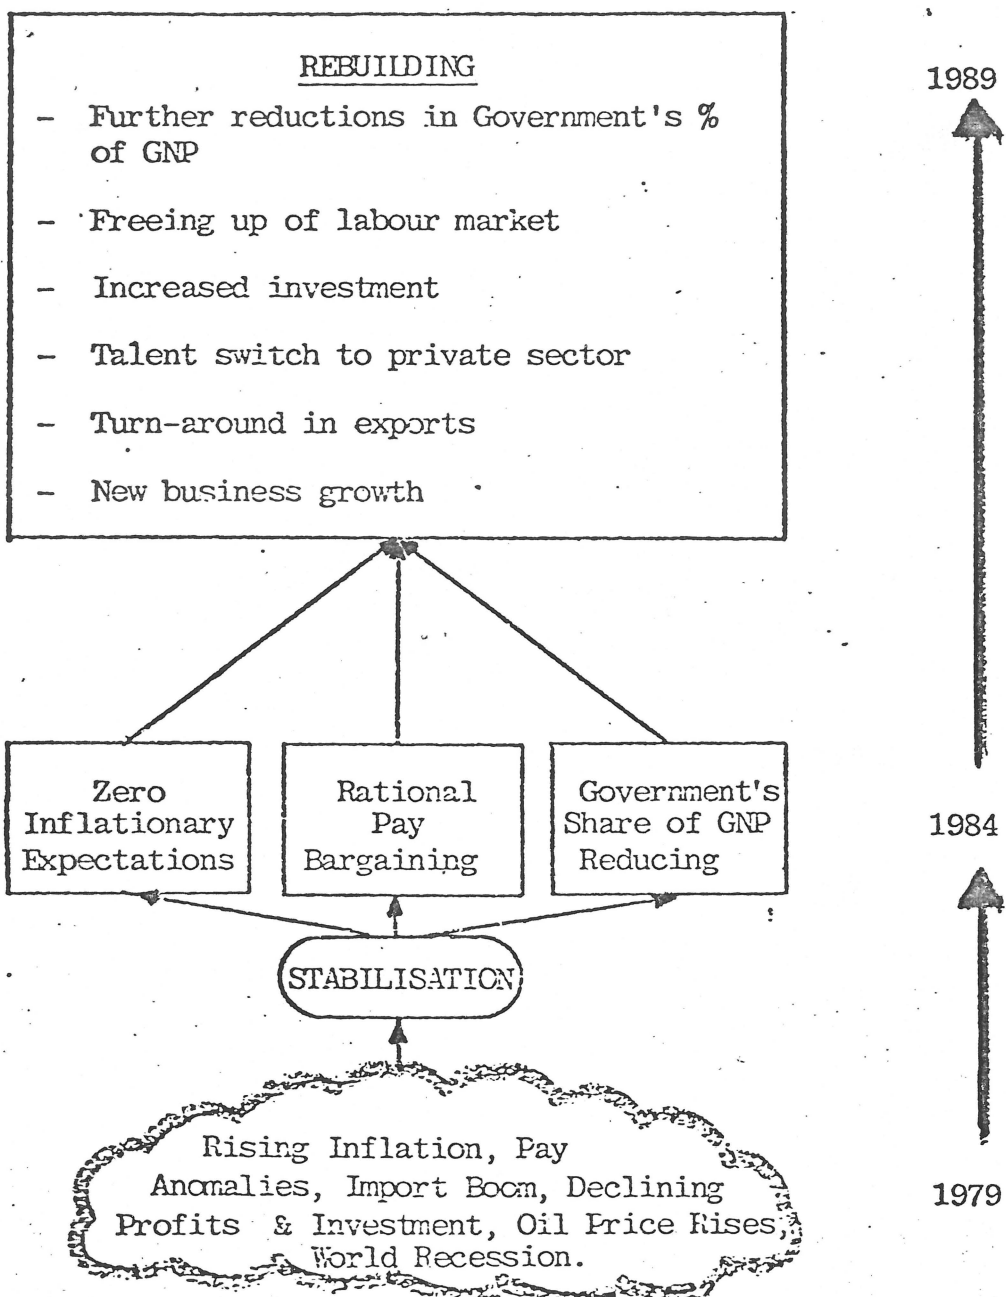 REBUILDING
1989
- Further reductions in Government's %
of GNP
- Freeing up of labour market
- Increased investment
- Talent switch to private sector
- Turn-around in exports
- New business growth
Zero
Inflationary
Expectations
Rational
Pay
Bargaining
Government's
Share of GNP
Reducing
1984
STABILISATION
Rising Inflation, Pay
Anomalies, Import Boom, Declining
Profits & Investment, Oil Price Rises,
World Recession.
1979